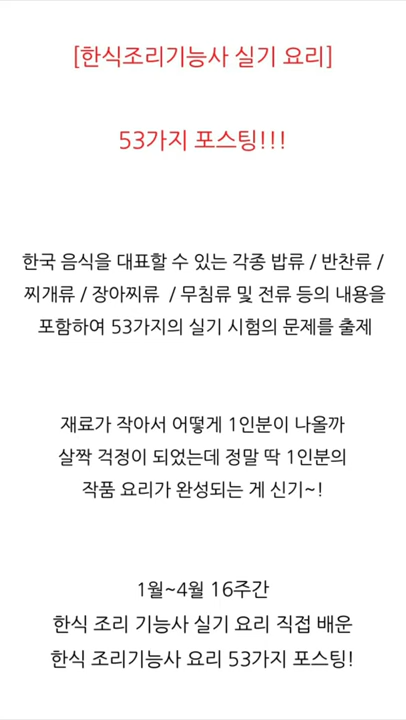 [한식조리기능사 실기 요리]
53가지 포스팅!!!
한국 음식을 대표할 수 있는 각종 밥류 / 반찬류 /
찌개류 / 장아찌류  / 무침류 및 전류 등의 내용을
포함하여 53가지의 실기 시험의 문제를 출제
재료가 작아서 어떻게 1인분이 나올까
살짝 걱정이 되었는데 정말 딱 1인분의
작품 요리가 완성되는 게 신기~!
1월~4월 16주간
한식 조리 기능사 실기 요리 직접 배운
한식 조리기능사 요리 53가지 포스팅!